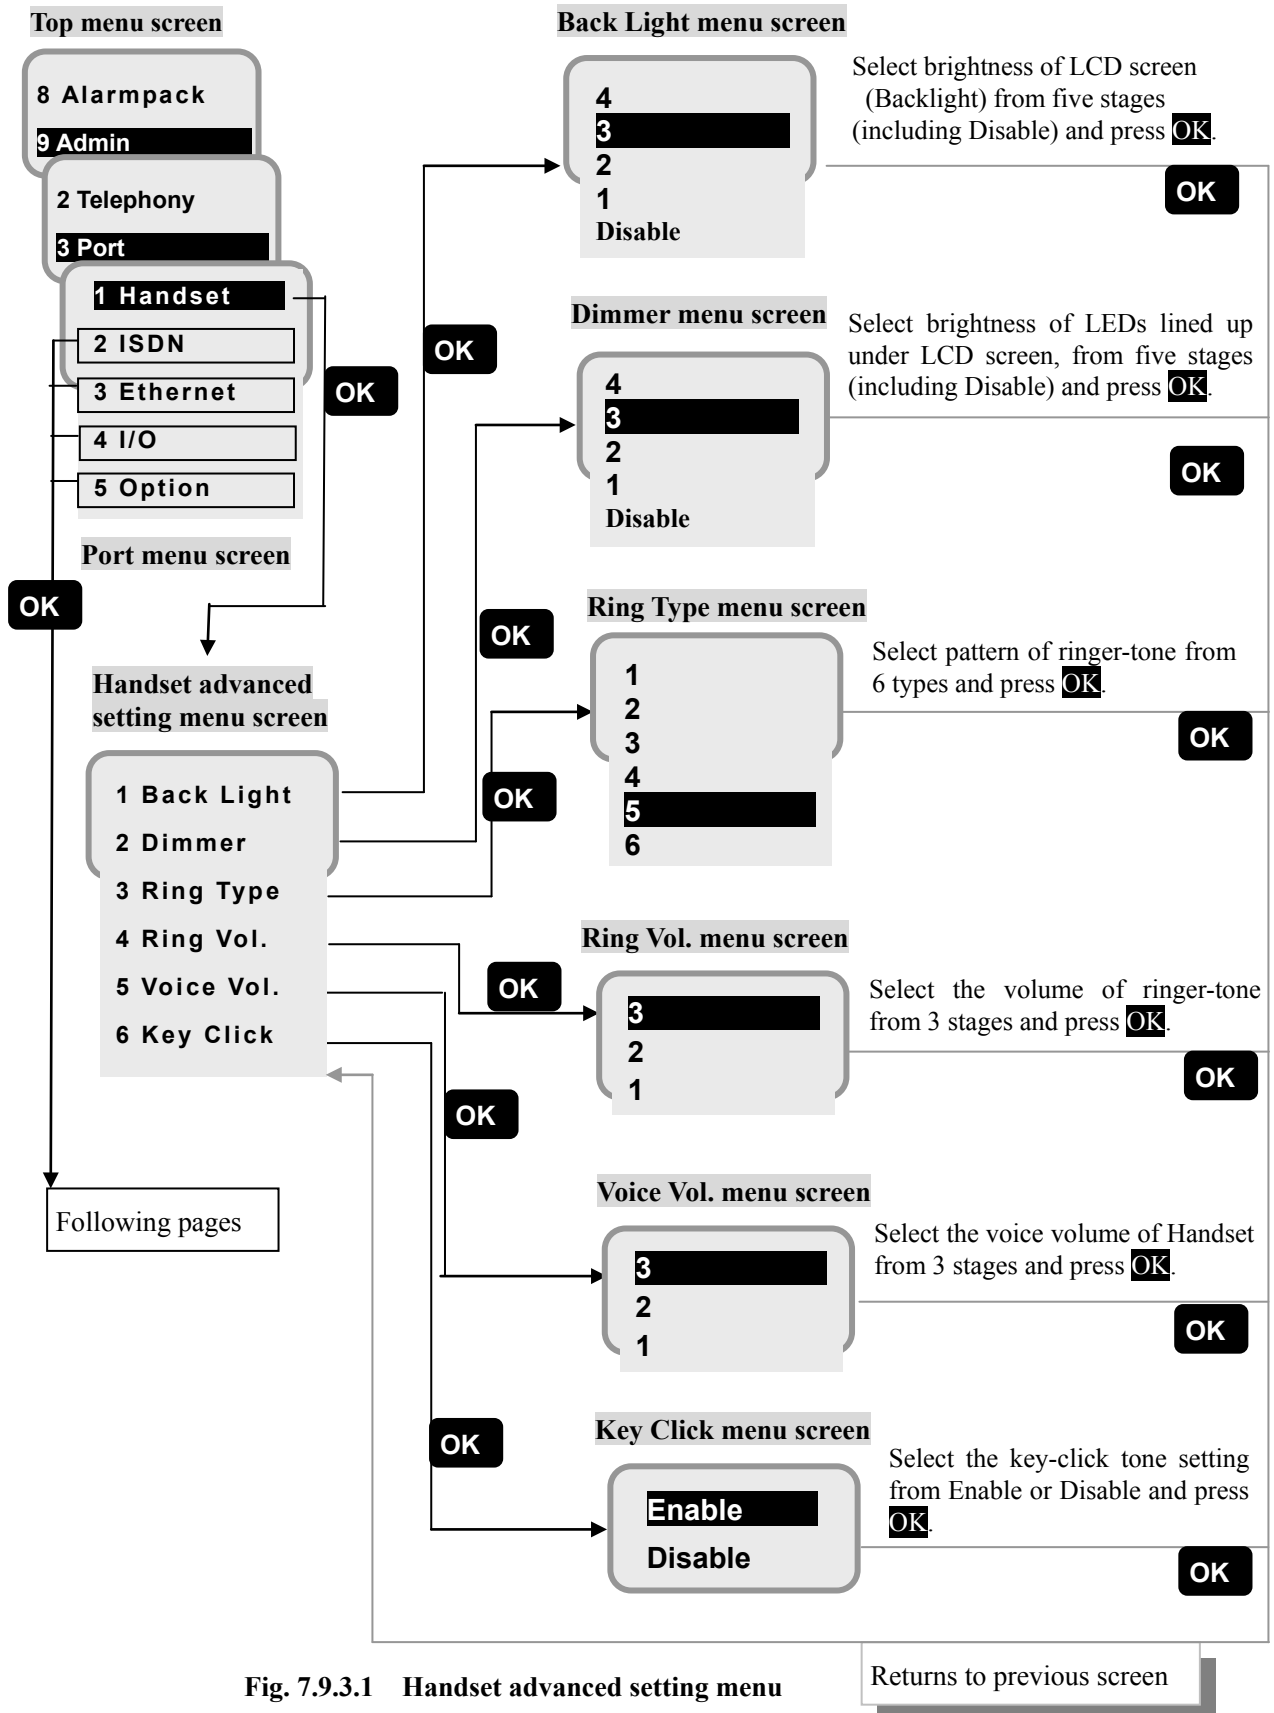 Top menu screen
8 Alarmpack
9 Admin
2 Telephony
3 Port
1 Handset
2 ISDN
3 Ethernet
4 I/O
5 Option
Port menu screen
OK
OK
Handset advanced
setting menu screen
1 Back Light
2 Dimmer
3 Ring Type
4 Ring Vol.
5 Voice Vol.
6 Key Click
Following pages
OK
OK
OK
OK
OK
OK
Back Light menu screen
4
3
2
1
Disable
Select brightness of LCD screen
(Backlight) from five stages
(including Disable) and press OK.
OK
Dimmer menu screen
4
3
2
1
Disable
Select brightness of LEDs lined up
under LCD screen, from five stages
(including Disable) and press OK.
OK
Ring Type menu screen
1
2
3
4
5
6
Select pattern of ringer-tone from
6 types and press OK.
OK
Ring Vol. menu screen
3
2
1
Select the volume of ringer-tone
from 3 stages and press OK.
OK
Voice Vol. menu screen
3
2
1
Select the voice volume of Handset
from 3 stages and press OK.
OK
Key Click menu screen
Enable
Disable
Select the key-click tone setting
from Enable or Disable and press
OK.
OK
Returns to previous screen
Fig. 7.9.3.1 Handset advanced setting menu